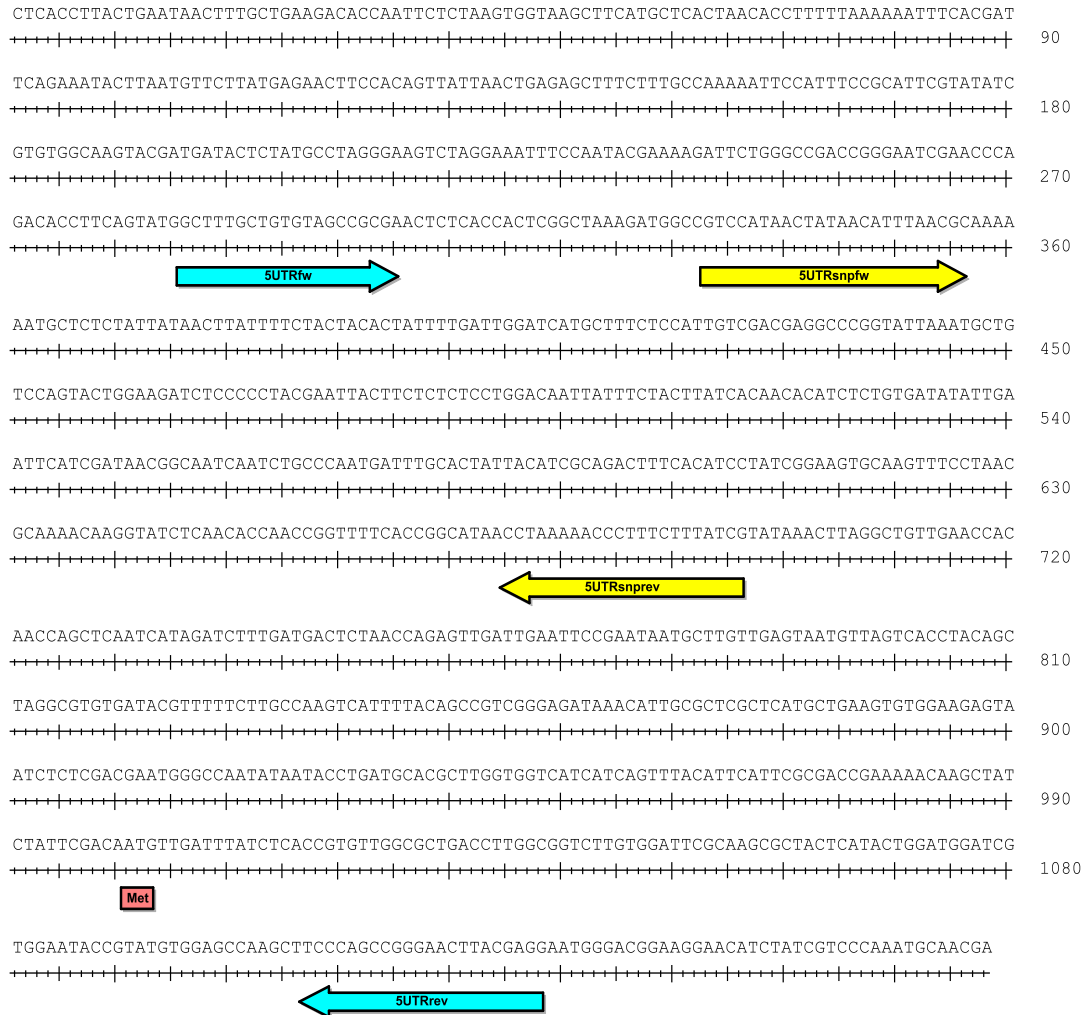 CTCACCTTACTGAATAACTTTGCTGAAGACACCAATTCTCTAAGTGGTAAGCTTCATGCTCACTAACACCTTTTTAAAAAATTTCACGAT
90
TCAGAAATACTTAATGTTCTTATGAGAACTTCCACAGTTATTAACTGAGAGCTTTCTTTGCCAAAAATTCCATTTCCGCATTCGTATATC
180
GTGTGGCAAGTACGATGATACTCTATGCCTAGGGAAGTCTAGGAAATTTCCAATACGAAAAGATTCTGGGCCGACCGGGAATCGAACCCA
270
GACACCTTCAGTATGGCTTTGCTGTGTAGCCGCGAACTCTCACCACTCGGCTAAAGATGGCCGTCCATAACTATAACATTTAACGCAAAA
360
5UTRfw 5UTRsnpfw
AATGCTCTCTATTATAACTTATTTTCTACTACACTATTTTGATTGGATCATGCTTTCTCCATTGTCGACGAGGCCCGGTATTAAATGCTG
450
TCCAGTACTGGAAGATCTCCCCCTACGAATTACTTCTCTCTCCTGGACAATTATTTCTACTTATCACAACACATCTCTGTGATATATTGA
540
ATTCATCGATAACGGCAATCAATCTGCCCAATGATTTGCACTATTACATCGCAGACTTTCACATCCTATCGGAAGTGCAAGTTTCCTAAC
630
GCAAAACAAGGTATCTCAACACCAACCGGTTTTCACCGGCATAACCTAAAAACCCTTTCTTTATCGTATAAACTTAGGCTGTTGAACCAC
720
5UTRsnprev
AACCAGCTCAATCATAGATCTTTGATGACTCTAACCAGAGTTGATTGAATTCCGAATAATGCTTGTTGAGTAATGTTAGTCACCTACAGC
810
TAGGCGTGTGATACGTTTTTCTTGCCAAGTCATTTTACAGCCGTCGGGAGATAAACATTGCGCTCGCTCATGCTGAAGTGTGGAAGAGTA
900
ATCTCTCGACGAATGGGCCAATATAATACCTGATGCACGCTTGGTGGTCATCATCAGTTTACATTCATTCGCGACCGAAAAACAAGCTAT
990
CTATTCGACAATGTTGATTTATCTCACCGTGTTGGCGCTGACCTTGGCGGTCTTGTGGATTCGCAAGCGCTACTCATACTGGATGGATCG
1080
Met
TGGAATACCGTATGTGGAGCCAAGCTTCCCAGCCGGGAACTTACGAGGAATGGGACGGAAGGAACATCTATCGTCCCAAATGCAACGA
5UTRrev